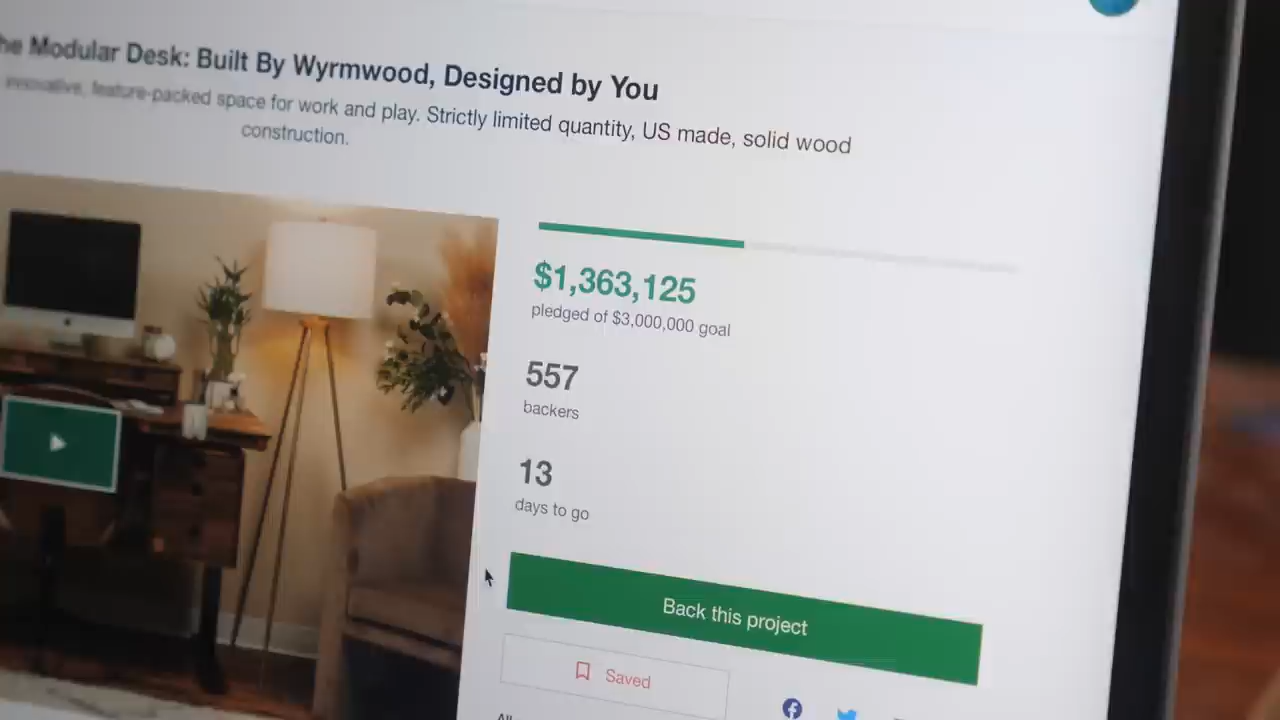 he Modular Desk: Built By Wyrmwood, Designed by You
innovative, feature-packed space for work and play. Strictly limited quantity, US made, solid wood
construction.
$1,363,125
pledged of $3,000,000 goal
557
backers
13
days to go
Back this project
Saved
All